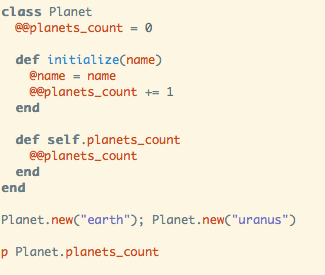 class Planet
  @@planets_count = 0
  def initialize(name)
    @name = name
    @@planets_count += 1
  end
  def self.planets_count
    @@planets_count
  end
end
Planet.new("earth"); Planet.new("uranus")
p Planet.planets_count